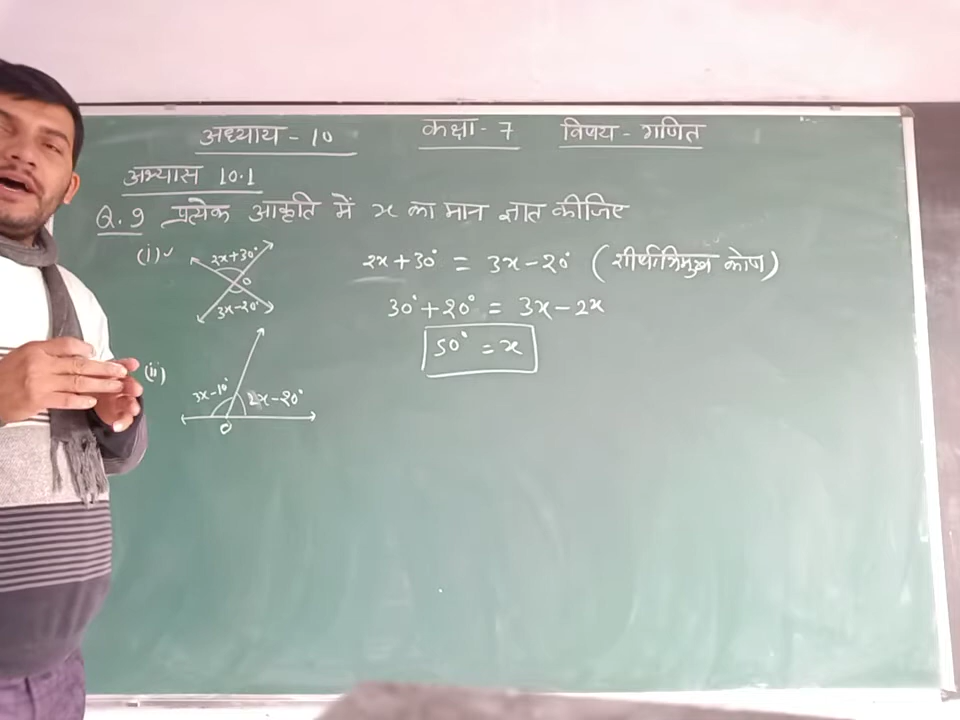 अध्याय - 10 कक्षा - 7 विषय - गणित
अभ्यास 10.1
Q.9 प्रत्येक आकृति में x का मान ज्ञात कीजिए
(i) ✓
2x+30°
O
3x-20°
2x+30° = 3x-20° (शीर्षाभिमुख कोण)
30°+20° = 3x-2x
50° = x
(ii)
3x-10° 2x-20°
O